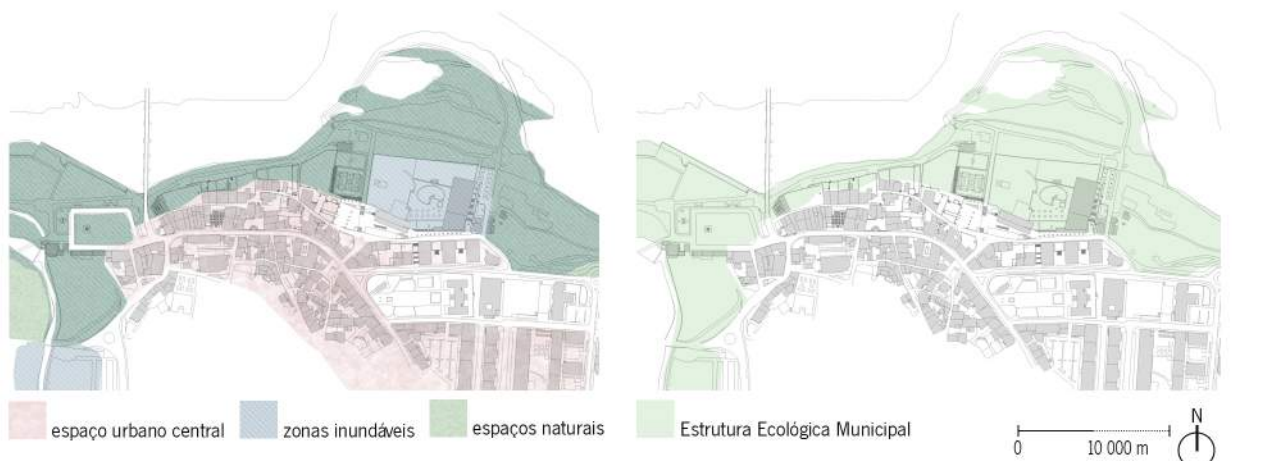 espaço urbano central
zonas inundáveis
espaços naturais
Estrutura Ecológica Municipal
0 10 000 m
N